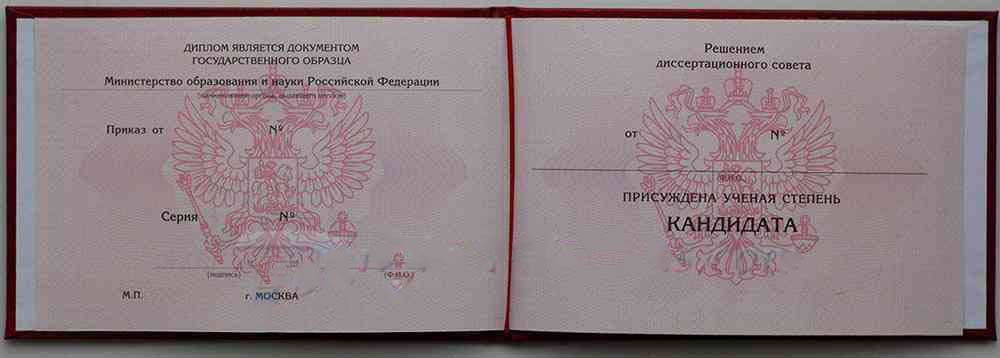 ДИПЛОМ ЯВЛЯЕТСЯ ДОКУМЕНТОМ
ГОСУДАРСТВЕННОГО ОБРАЗЦА
Министерство образования и науки Российской Федерации
Приказ от №
Серия №
(подпись) (Ф.И.О.)
М.П. г. МОСКВА
Решением
диссертационного совета
от №
(Ф.И.О.)
ПРИСУЖДЕНА УЧЕНАЯ СТЕПЕНЬ
КАНДИДАТА